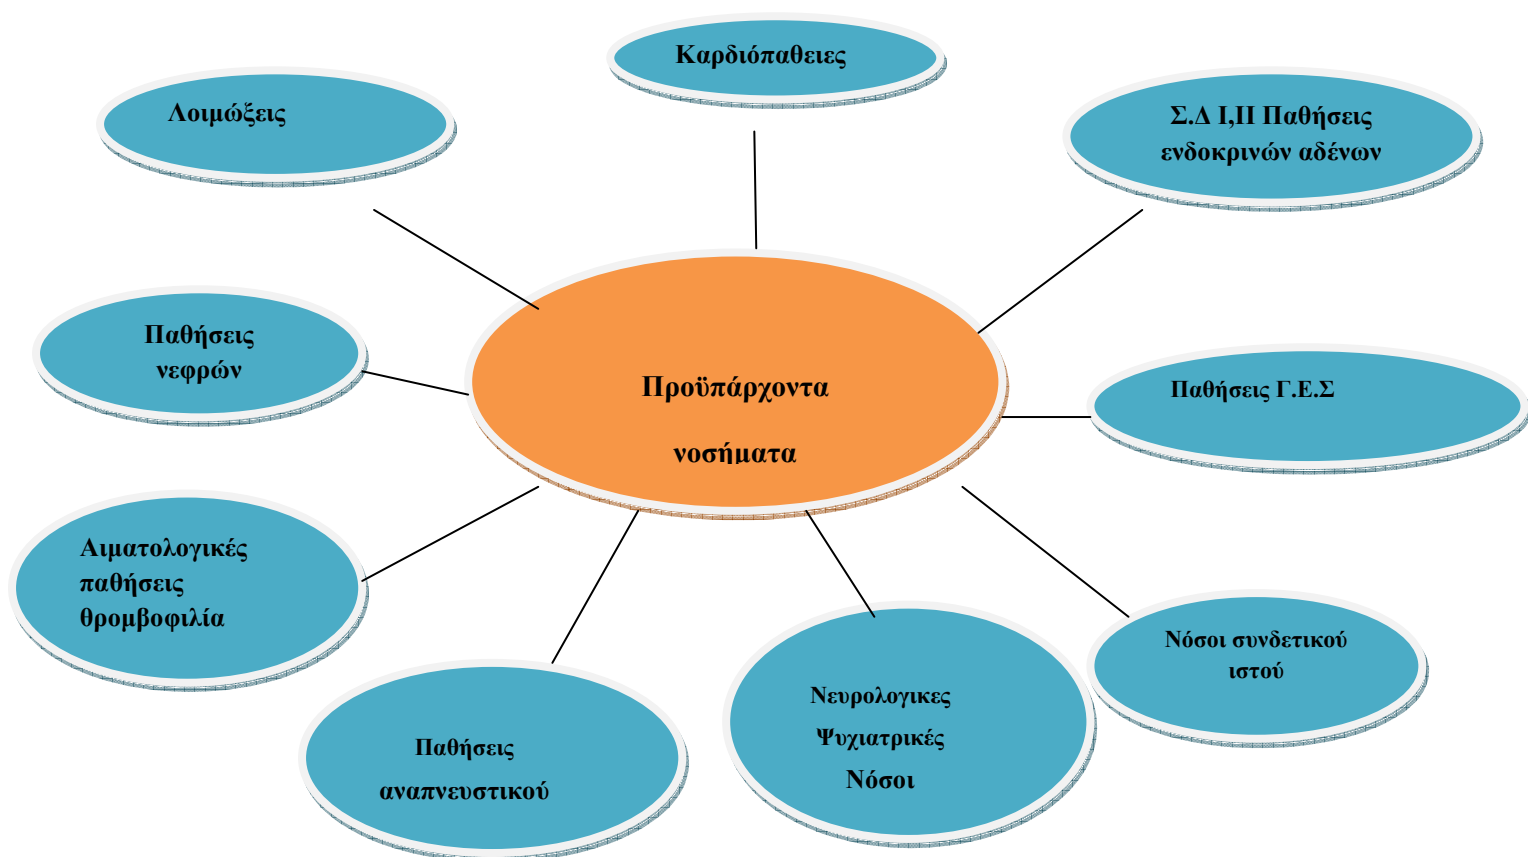 Καρδιόπαθειες
Λοιμώξεις
Σ.Δ Ι,ΙΙ Παθήσεις
ενδοκρινών αδένων
Παθήσεις
νεφρών
Προϋπάρχοντα
νοσήματα
Παθήσεις Γ.Ε.Σ
Αιματολογικές
παθήσεις
θρομβοφιλία
Νόσοι συνδετικού
ιστού
Νευρολογικες
Ψυχιατρικές
Νόσοι
Παθήσεις
αναπνευστικού